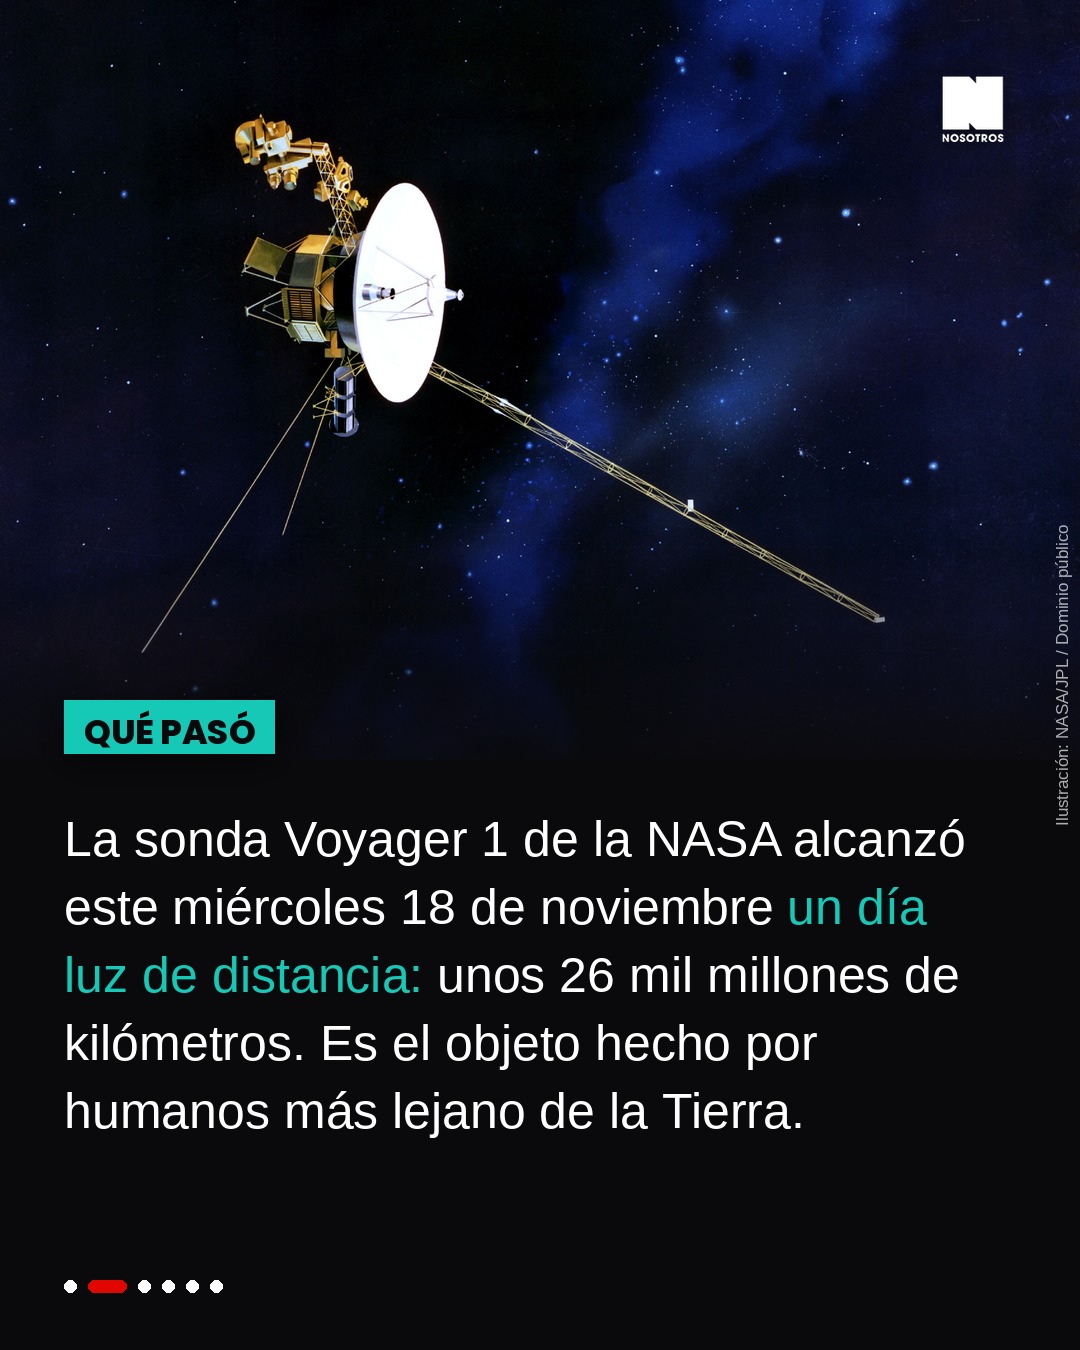 NOSOTROS
Ilustración: NASA/JPL / Dominio público
QUÉ PASÓ
La sonda Voyager 1 de la NASA alcanzó
este miércoles 18 de noviembre un día
luz de distancia: unos 26 mil millones de
kilómetros. Es el objeto hecho por
humanos más lejano de la Tierra.